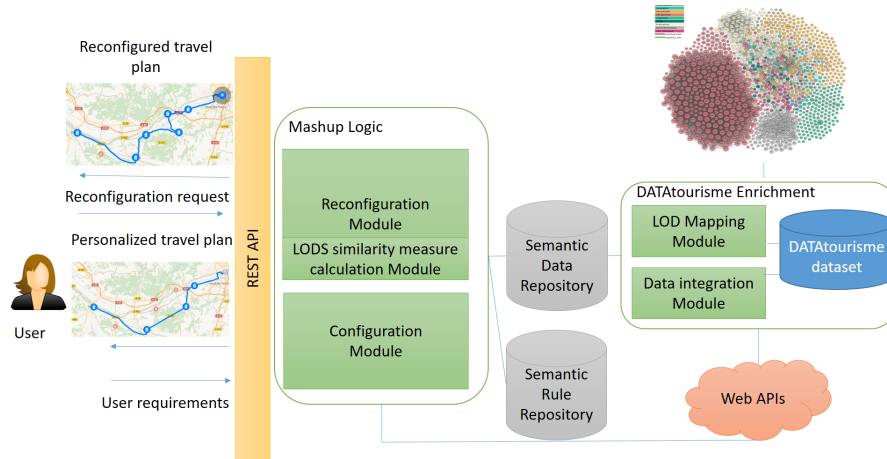 Reconfigured travel
plan
Reconfiguration request
Personalized travel plan
User
User requirements
REST API
Mashup Logic
Reconfiguration
Module
LODS similarity measure
calculation Module
Configuration
Module
Semantic
Data
Repository
Semantic
Rule
Repository
DATAtourisme Enrichment
LOD Mapping
Module
Data integration
Module
DATAtourisme
dataset
Web APIs